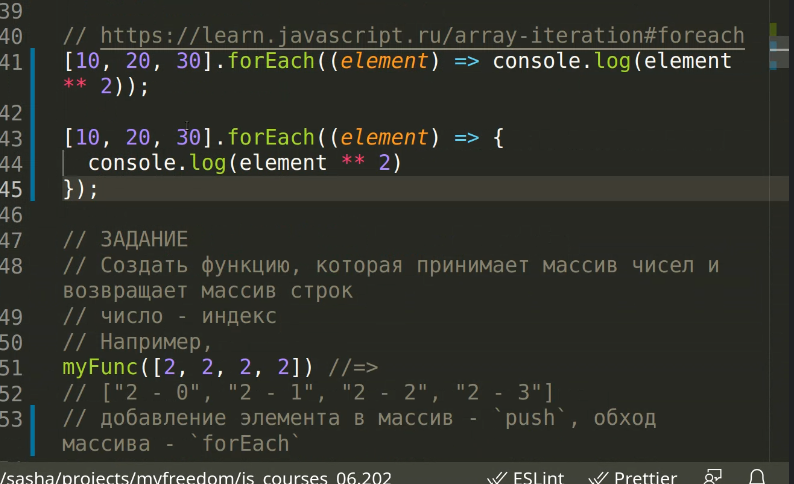 39
40 // https://learn.javascript.ru/array-iteration#foreach
41 [10, 20, 30].forEach((element) => console.log(element
** 2));
42
43 [10, 20, 30].forEach((element) => {
44 console.log(element ** 2)
45 });
46
47 // ЗАДАНИЕ
48 // Создать функцию, которая принимает массив чисел и
возвращает массив строк
49 // число - индекс
50 // Например,
51 myFunc([2, 2, 2, 2]) //=>
52 // ["2 - 0", "2 - 1", "2 - 2", "2 - 3"]
53 // добавление элемента в массив - `push`, обход
массива - `forEach`
/sasha/projects/myfreedom/js_courses_06.202 ESLint Prettier